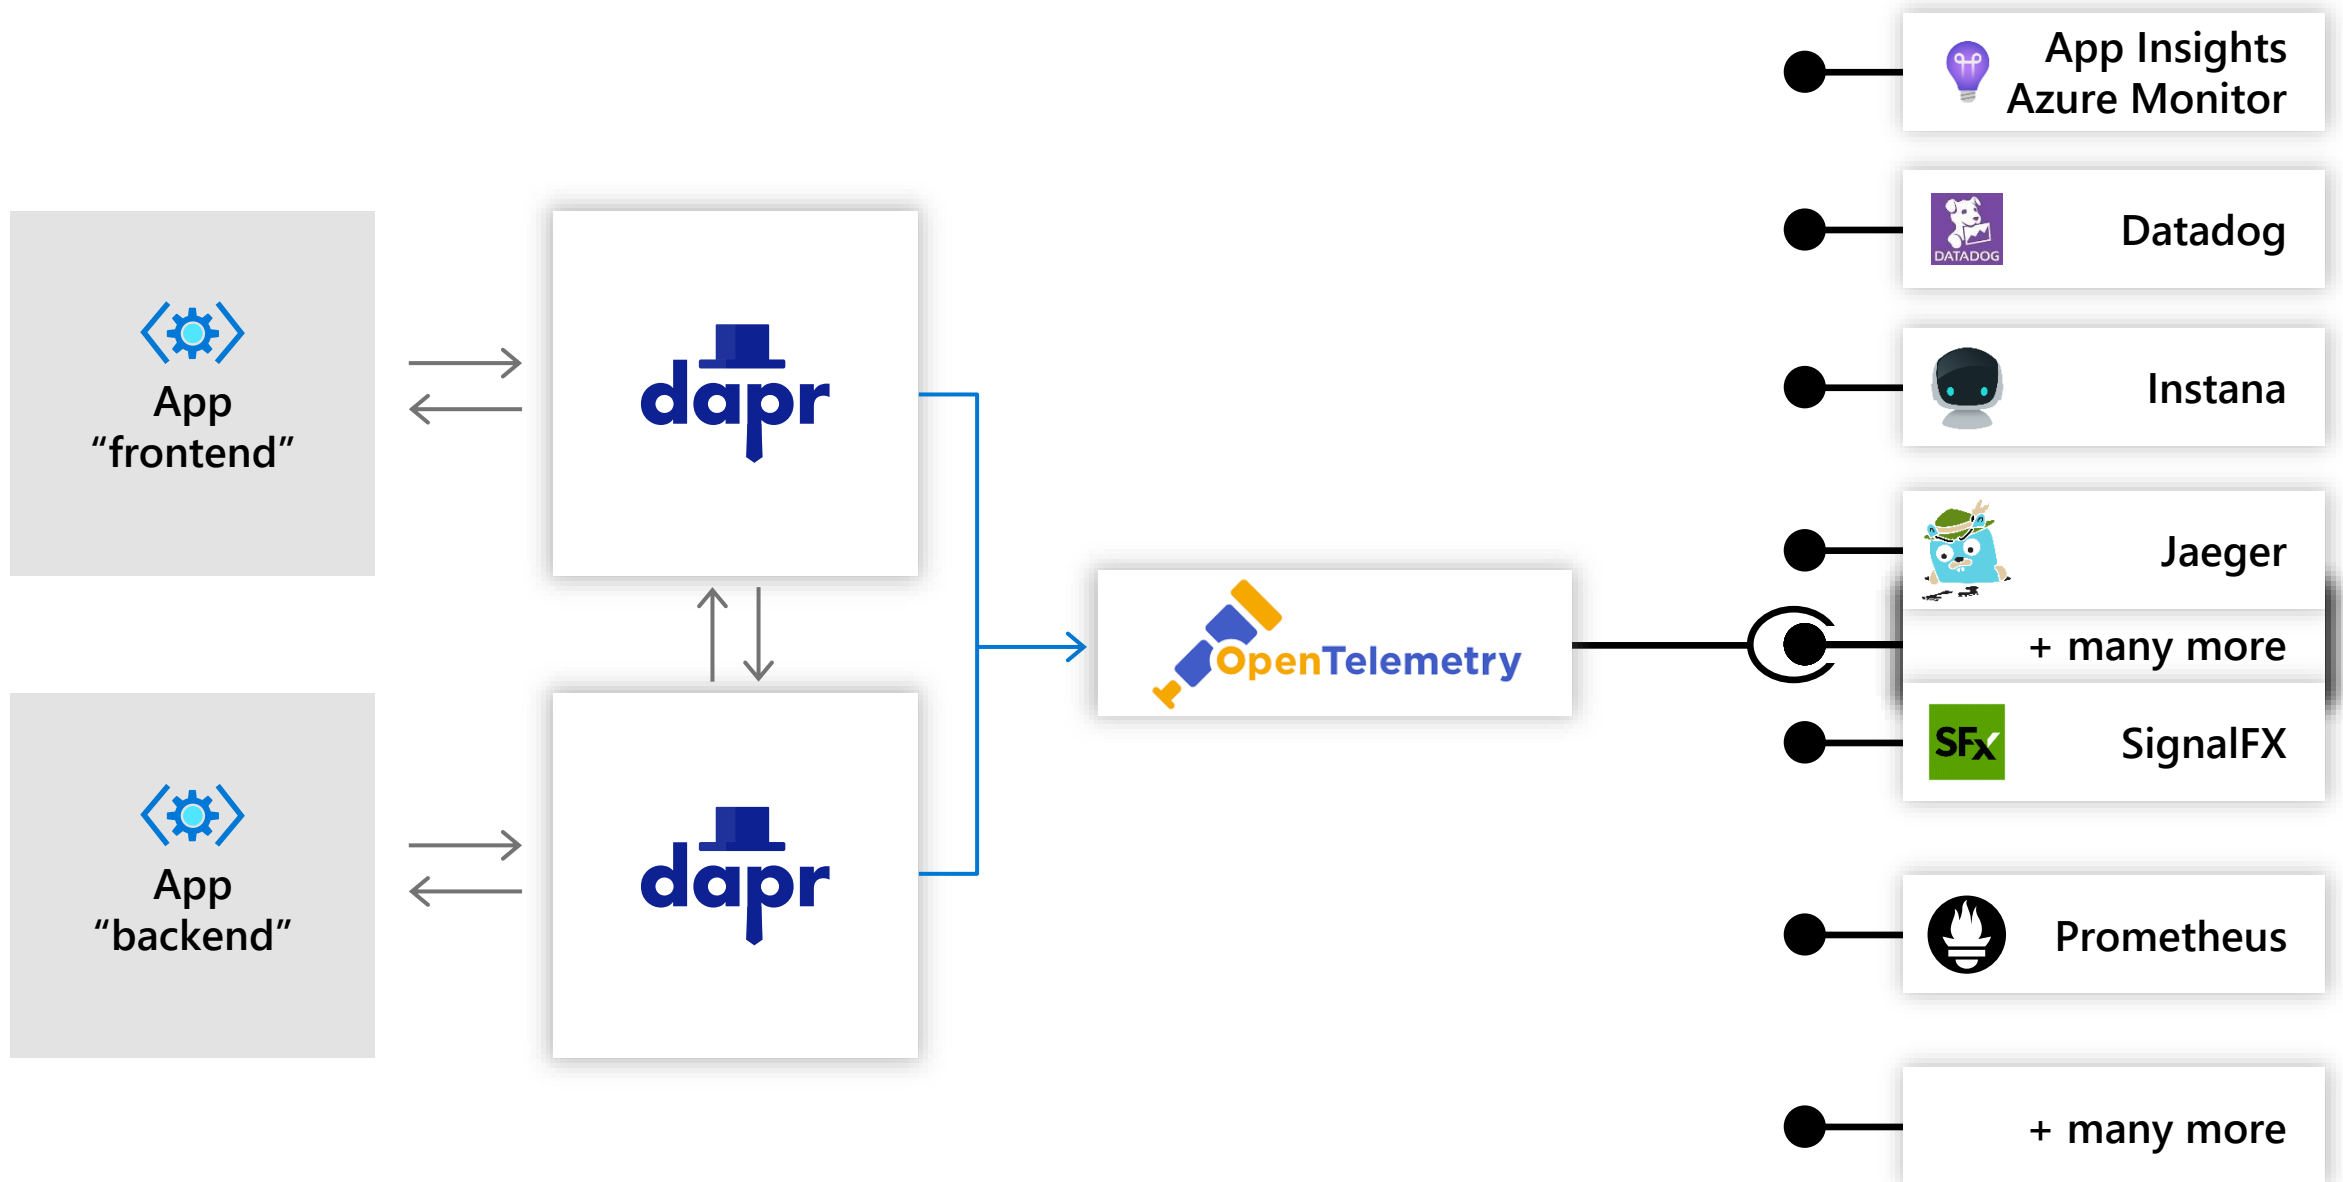 App
“frontend”
dapr
App
“backend”
dapr
OpenTelemetry
App Insights
Azure Monitor
DATADOG
Datadog
Instana
Jaeger
+ many more
SFx
SignalFX
Prometheus
+ many more